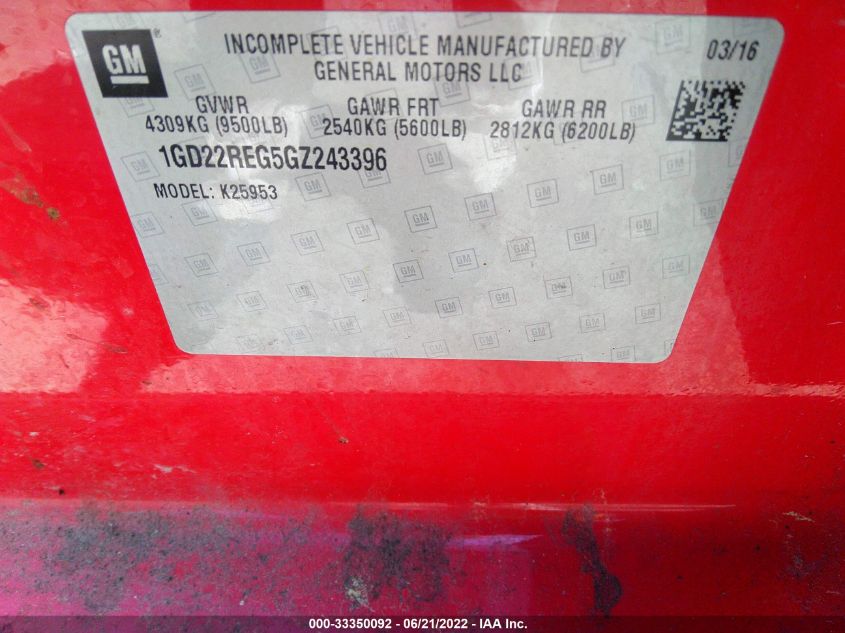 GM
INCOMPLETE VEHICLE MANUFACTURED BY
GENERAL MOTORS LLC
03/16
GVWR GAWR FRT GAWR RR
4309KG (9500LB) 2540KG (5600LB) 2812KG (6200LB)
1GD22REG5GZ243396
MODEL: K25953
000-33350092 / 06/21/2022 - IAA Inc.